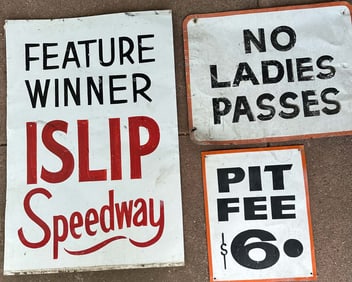 FEATURE
WINNER
ISLIP
Speedway
NO
LADIES
PASSES
PIT
FEE
$6.